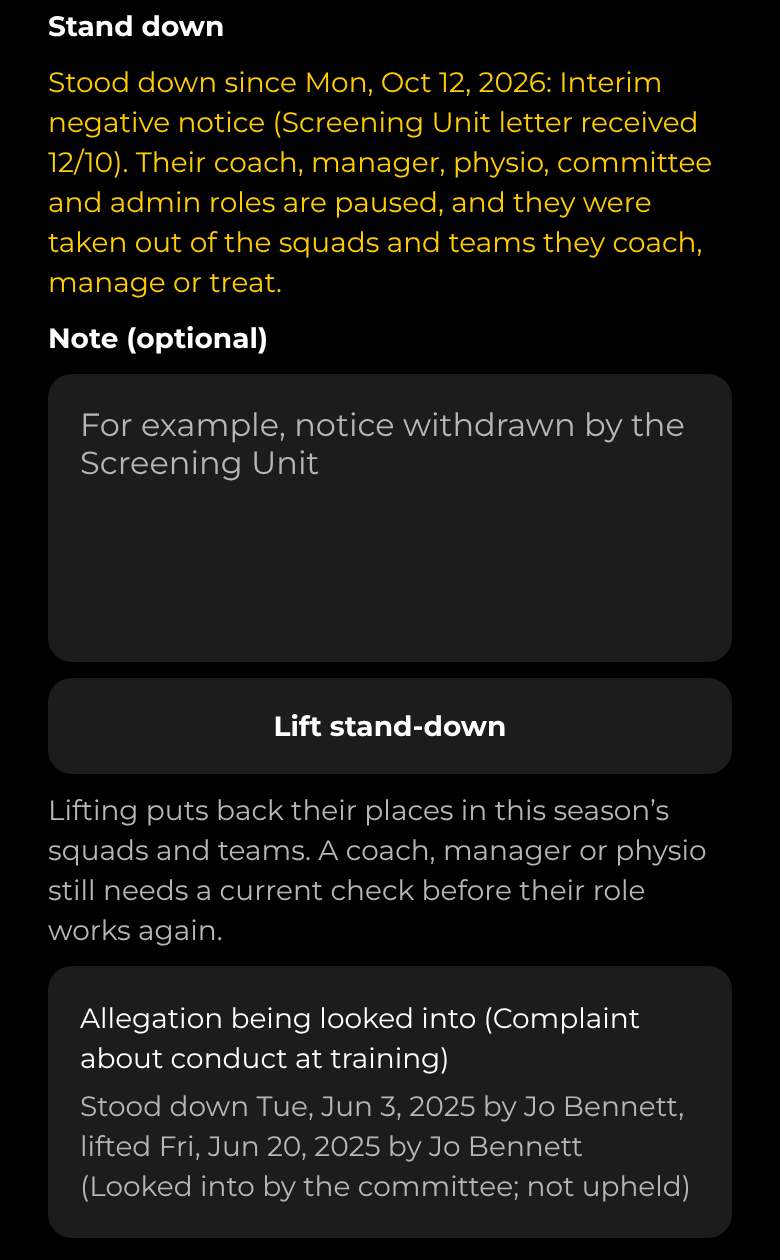 Stand down
Stood down since Mon, Oct 12, 2026: Interim
negative notice (Screening Unit letter received
12/10). Their coach, manager, physio, committee
and admin roles are paused, and they were
taken out of the squads and teams they coach,
manage or treat.
Note (optional)
For example, notice withdrawn by the
Screening Unit
Lift stand-down
Lifting puts back their places in this season’s
squads and teams. A coach, manager or physio
still needs a current check before their role
works again.
Allegation being looked into (Complaint
about conduct at training)
Stood down Tue, Jun 3, 2025 by Jo Bennett,
lifted Fri, Jun 20, 2025 by Jo Bennett
(Looked into by the committee; not upheld)